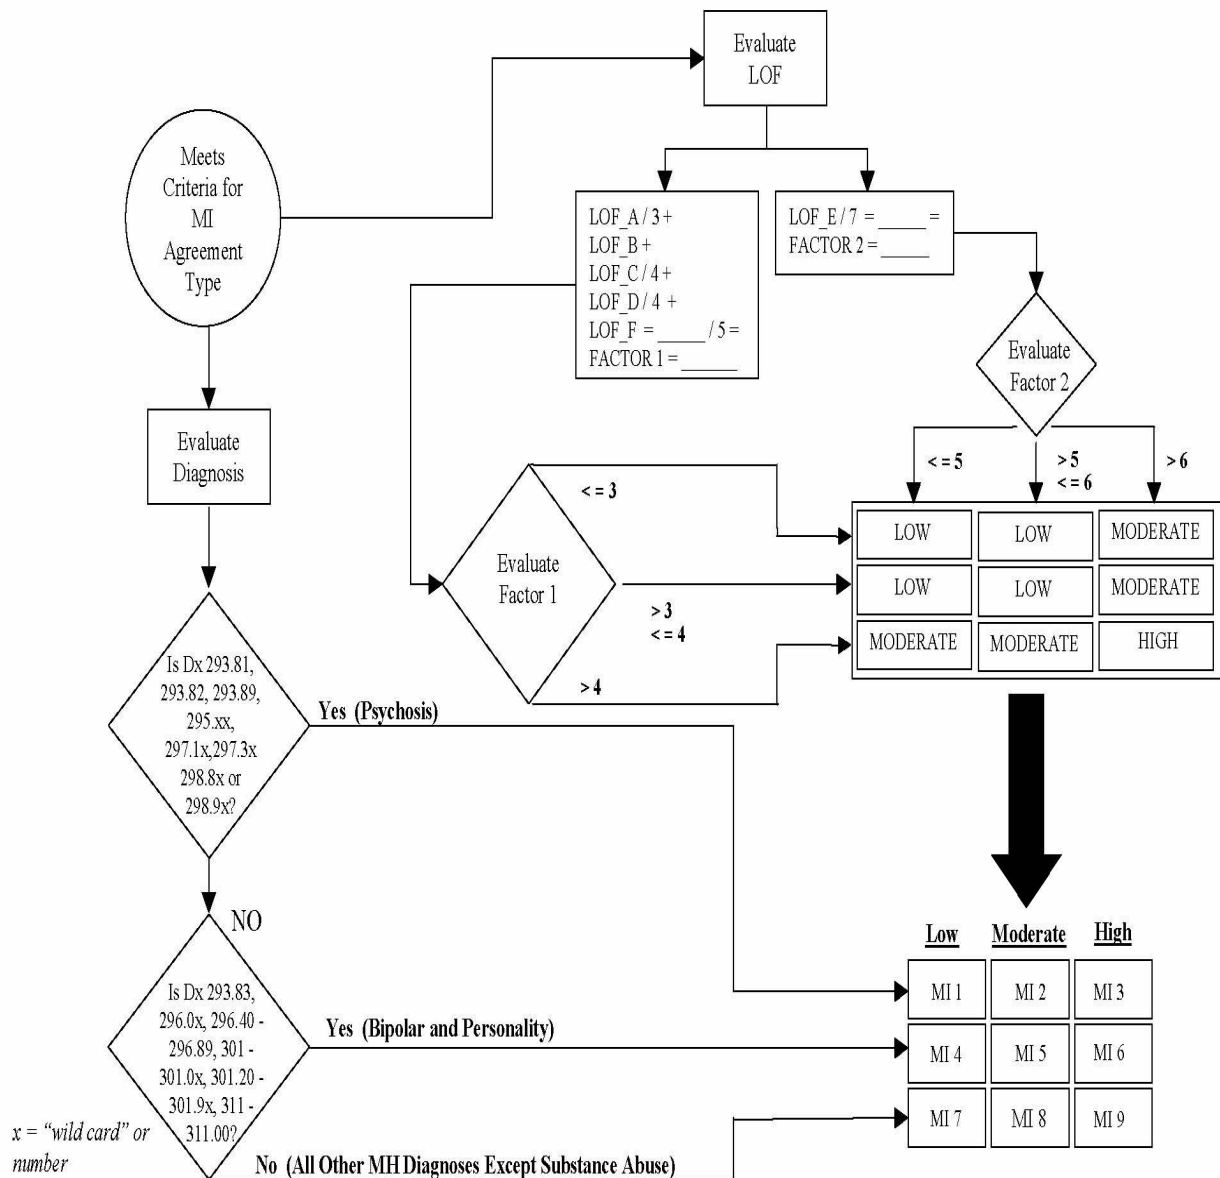 Evaluate
LOF
Meets
Criteria for
MI
Agreement
Type
LOF_A / 3 +
LOF_B +
LOF_C / 4 +
LOF_D / 4 +
LOF_F = _____ / 5 =
FACTOR 1 = ______
LOF_E / 7 = _____ =
FACTOR 2 = _____
Evaluate
Factor 2
Evaluate
Diagnosis
<= 5
> 5
<= 6
> 6
Evaluate
Factor 1
<= 3
> 3
<= 4
> 4
LOW LOW MODERATE
LOW LOW MODERATE
MODERATE MODERATE HIGH
Is Dx 293.81,
293.82, 293.89,
295.xx,
297.1x,297.3x
298.8x or
298.9x?
Yes (Psychosis)
NO
Is Dx 293.83,
296.0x, 296.40 -
296.89, 301 -
301.0x, 301.20 -
301.9x, 311 -
311.00?
Yes (Bipolar and Personality)
No (All Other MH Diagnoses Except Substance Abuse)
Low Moderate High
MI 1 MI 2 MI 3
MI 4 MI 5 MI 6
MI 7 MI 8 MI 9
x = “wild card” or
number